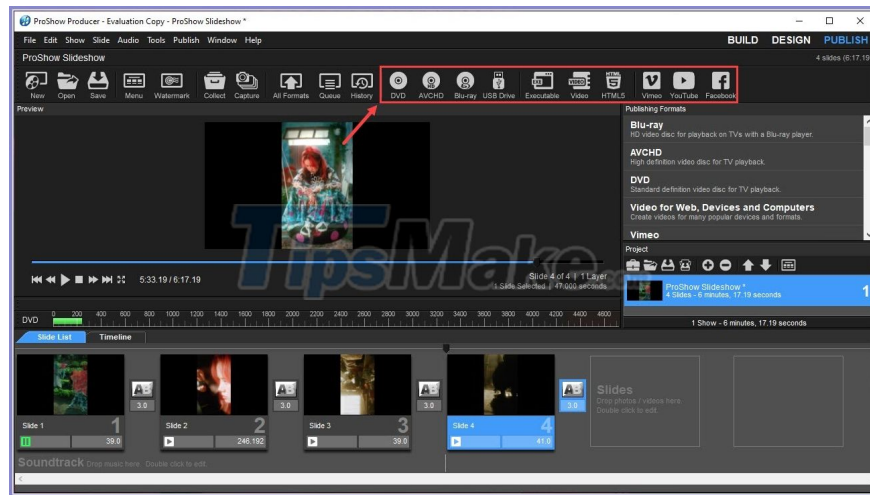 ProShow Producer - Evaluation Copy - ProShow Slideshow *
File Edit Show Slide Audio Tools Publish Window Help
BUILD DESIGN PUBLISH
ProShow Slideshow
4 slides (6:17.19
New Open Save Menu Watermark Collect Capture All Formats Queue History DVD AVCHD Blu-ray USB Drive Executable Video HTML5 Vimeo YouTube Facebook
Preview
Publishing Formats
Blu-ray
HD video disc for playback on TVs with a Blu-ray player.
AVCHD
High definition video disc for TV playback.
DVD
Standard definition video disc for TV playback.
Video for Web, Devices and Computers
Create videos for many popular devices and formats.
Vimeo
TipsMake.com
5:33.19 / 6:17.19
Slide 4 of 4 | 1 Layer
1 Slide Selected | 47.000 seconds
Project
ProShow Slideshow *
4 Slides - 6 minutes, 17.19 seconds
1
1 Show - 6 minutes, 17.19 seconds
DVD 0 200 400 600 800 1000 1200 1400 1600 1800 2000 2200 2400 2600 2800 3000 3200 3400 3600 3800 4000 4200 4400 4600
Slide List Timeline
AB 3.0 AB 3.0 AB 3.0 AB 3.0
Slides
Drop photos / videos here.
Double click to edit.
Slide 1 1 Slide 2 2 Slide 3 3 Slide 4 4
39.0 246.192 39.0 41.0
Soundtrack Drop music here. Double click to edit.